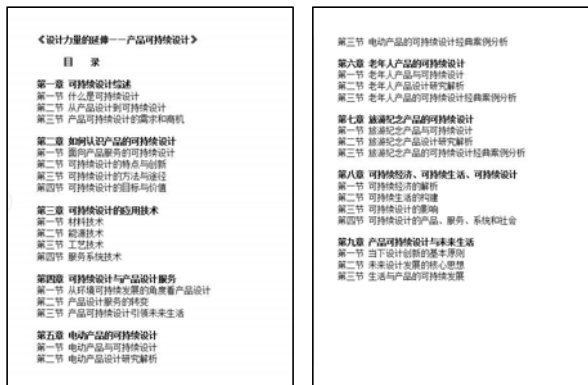 《设计力量的延伸——产品可持续设计》
目 录
第一章 可持续设计综述
第一节 什么是可持续设计
第二节 从产品设计到可持续设计
第三节 产品可持续设计的需求和商机
第二章 如何认识产品的可持续设计
第一节 面向产品服务的可持续设计
第二节 可持续设计的特点与创新
第三节 可持续设计的方法与途径
第四节 可持续设计的目标与价值
第三章 可持续设计的应用技术
第一节 材料技术
第二节 能源技术
第三节 工艺技术
第四节 服务系统技术
第四章 可持续设计与产品设计服务
第一节 从环境可持续发展的角度看产品设计
第二节 产品设计服务的转变
第三节 产品可持续设计引领未来生活
第五章 电动产品的可持续设计
第一节 电动产品与可持续设计
第二节 电动产品设计研究解析
第三节 电动产品的可持续设计经典案例分析
第六章 老年人产品的可持续设计
第一节 老年人产品与可持续设计
第二节 老年人产品设计研究解析
第三节 老年人产品的可持续设计经典案例分析
第七章 旅游纪念产品的可持续设计
第一节 旅游纪念产品与可持续设计
第二节 旅游纪念产品设计研究解析
第三节 旅游纪念产品的可持续设计经典案例分析
第八章 可持续经济、可持续生活、可持续设计
第一节 可持续经济的解析
第二节 可持续生活的构建
第三节 可持续设计的影响
第四节 可持续设计的产品、服务、系统和社会
第九章 产品可持续设计与未来生活
第一节 当下设计创新的基本原则
第二节 未来设计发展的核心思想
第三节 生活与产品的可持续发展